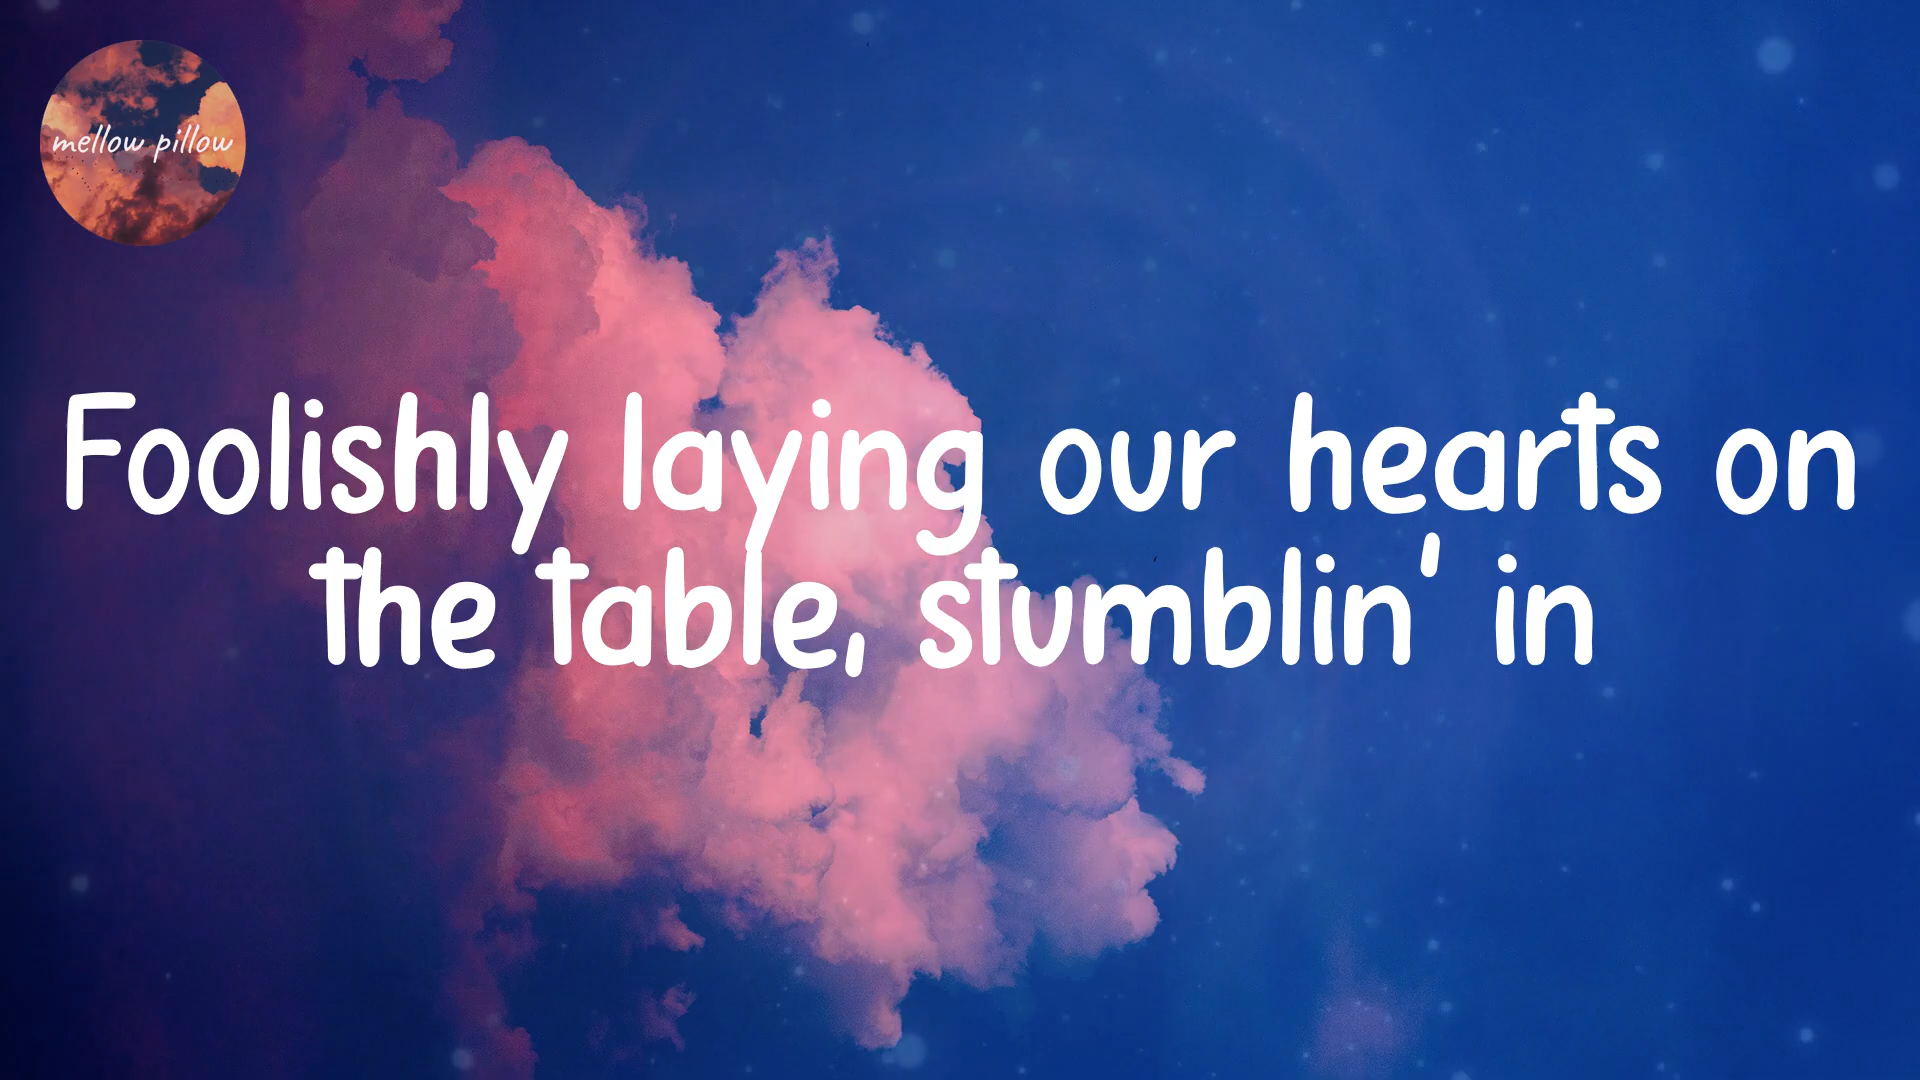 mellow pillow
Foolishly laying our hearts on
the table, stumblin' in